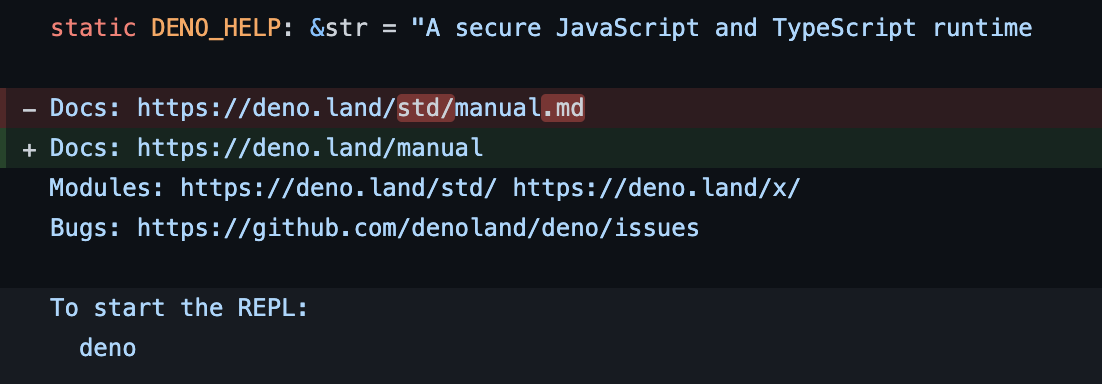 static DENO_HELP: &str = "A secure JavaScript and TypeScript runtime
- Docs: https://deno.land/std/manual.md
+ Docs: https://deno.land/manual
Modules: https://deno.land/std/ https://deno.land/x/
Bugs: https://github.com/denoland/deno/issues
To start the REPL:
deno